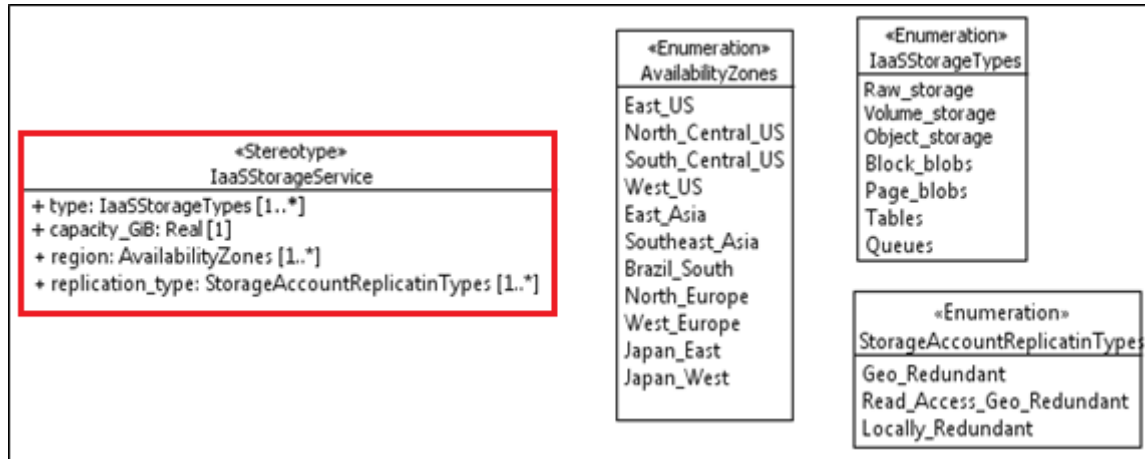 «Stereotype»
IaaSStorageService
+ type: IaaSStorageTypes [1..*]
+ capacity_GiB: Real [1]
+ region: AvailabilityZones [1..*]
+ replication_type: StorageAccountReplicatinTypes [1..*]
«Enumeration»
AvailabilityZones
East_US
North_Central_US
South_Central_US
West_US
East_Asia
Southeast_Asia
Brazil_South
North_Europe
West_Europe
Japan_East
Japan_West
«Enumeration»
IaaSStorageTypes
Raw_storage
Volume_storage
Object_storage
Block_blobs
Page_blobs
Tables
Queues
«Enumeration»
StorageAccountReplicatinTypes
Geo_Redundant
Read_Access_Geo_Redundant
Locally_Redundant